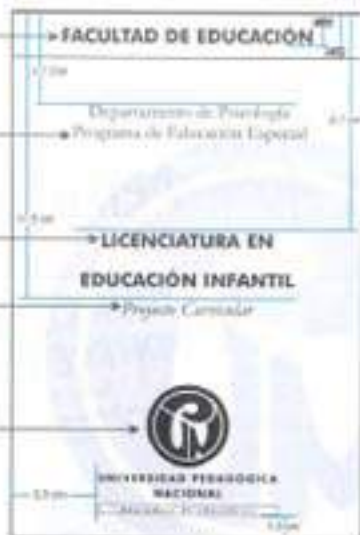 FACULTAD DE EDUCACIÓN
Departamento de Psicología
Programa de Educación Especial
LICENCIATURA EN
EDUCACIÓN INFANTIL
Proyecto Curricular
UNIVERSIDAD PEDAGÓGICA
NACIONAL